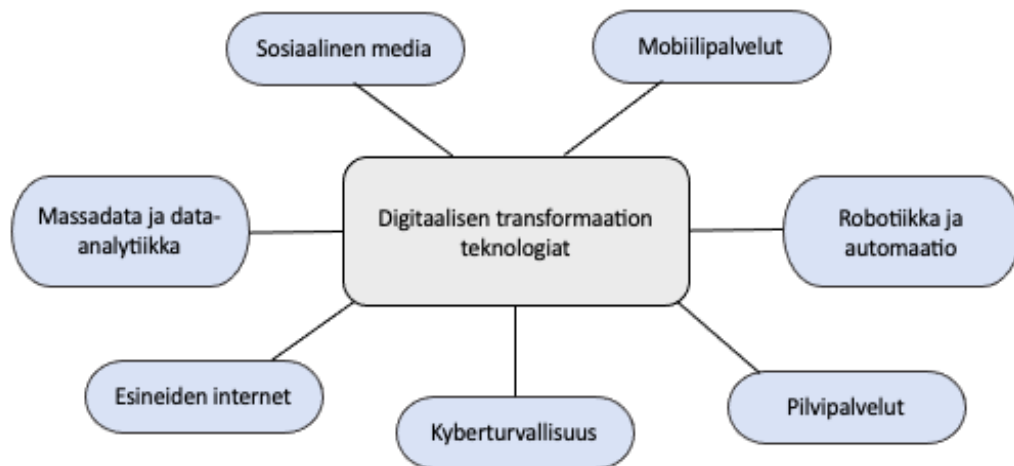 Sosiaalinen media
Mobiilipalvelut
Massadata ja data-
analytiikka
Digitaalisen transformaation
teknologiat
Robotiikka ja
automaatio
Esineiden internet
Kyberturvallisuus
Pilvipalvelut